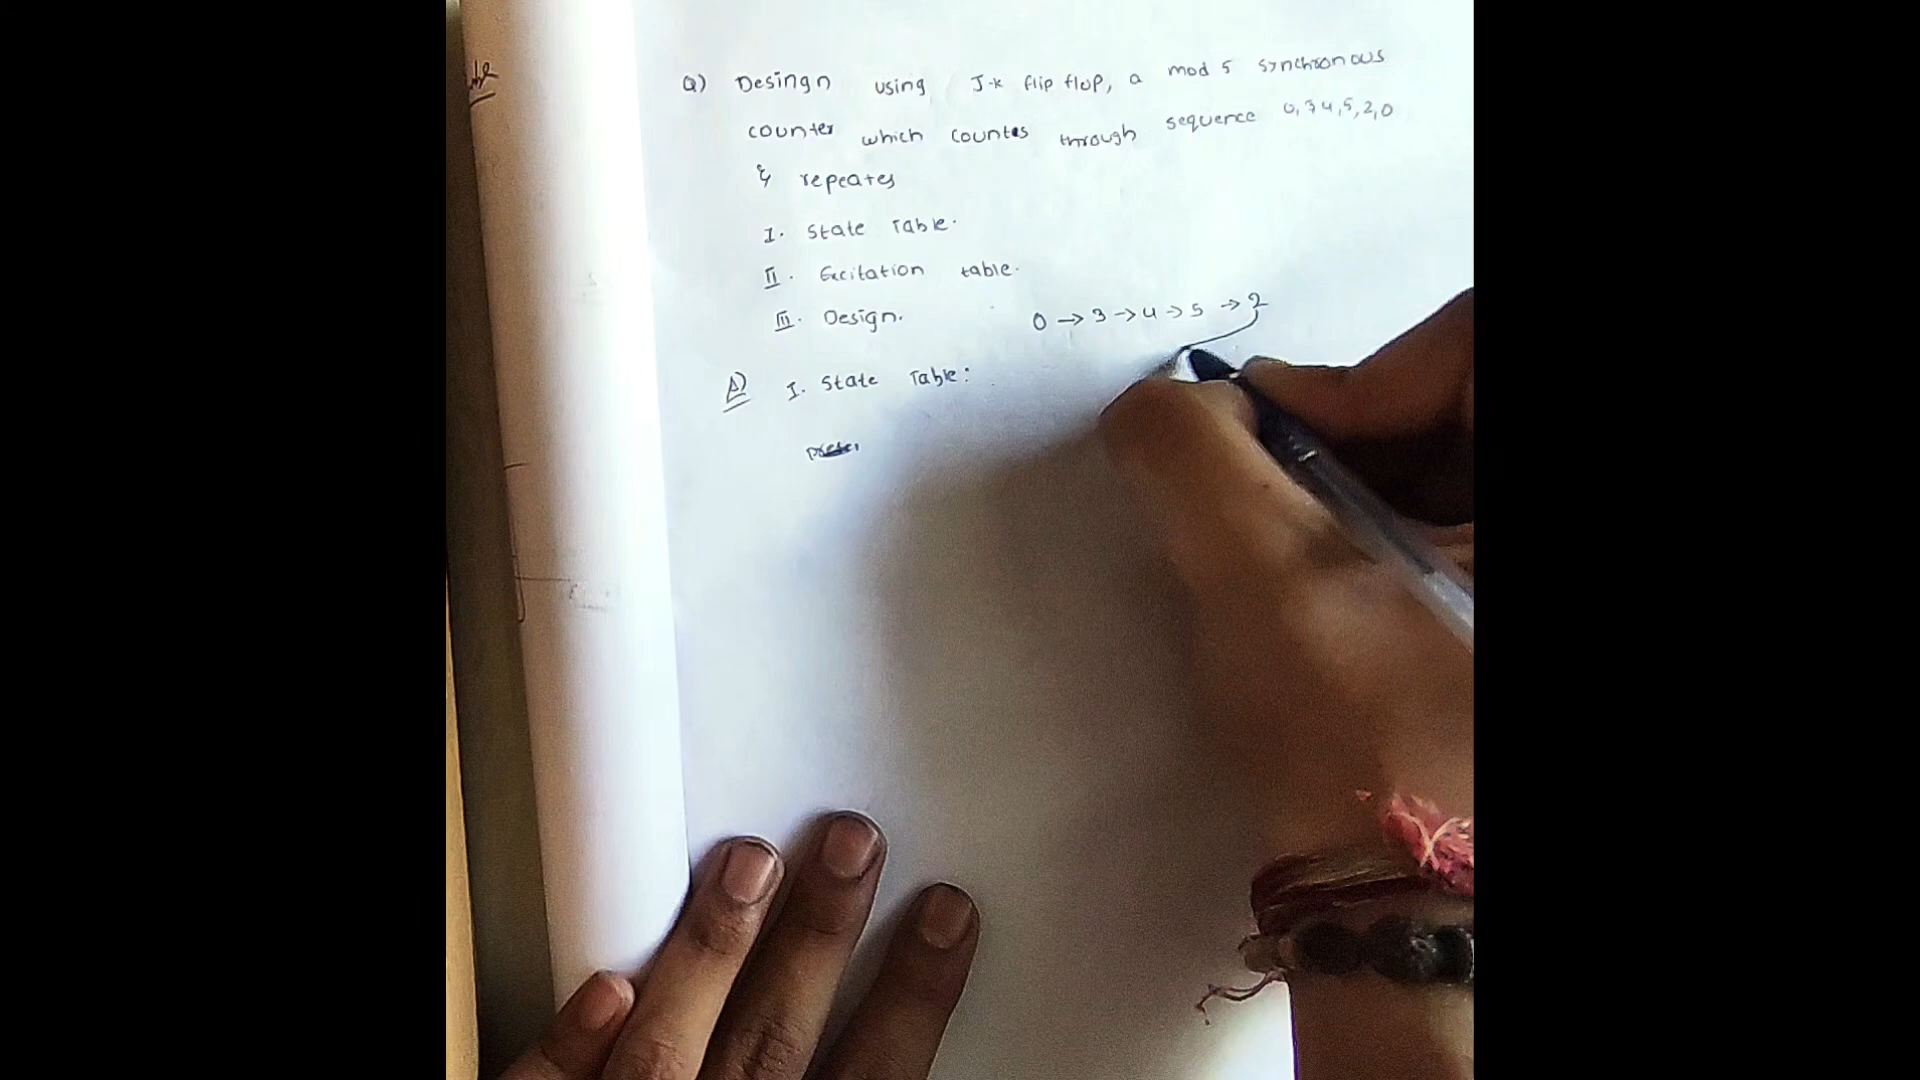 Q) Desingn using J-k flip flop, a mod 5 synchronous
counter which countes through sequence 0,3 4,5,2,0
& repeates
I. State Table.
II. Excitation table.
III. Design.
0 → 3 → 4 → 5 → 2
A) I. State Table: